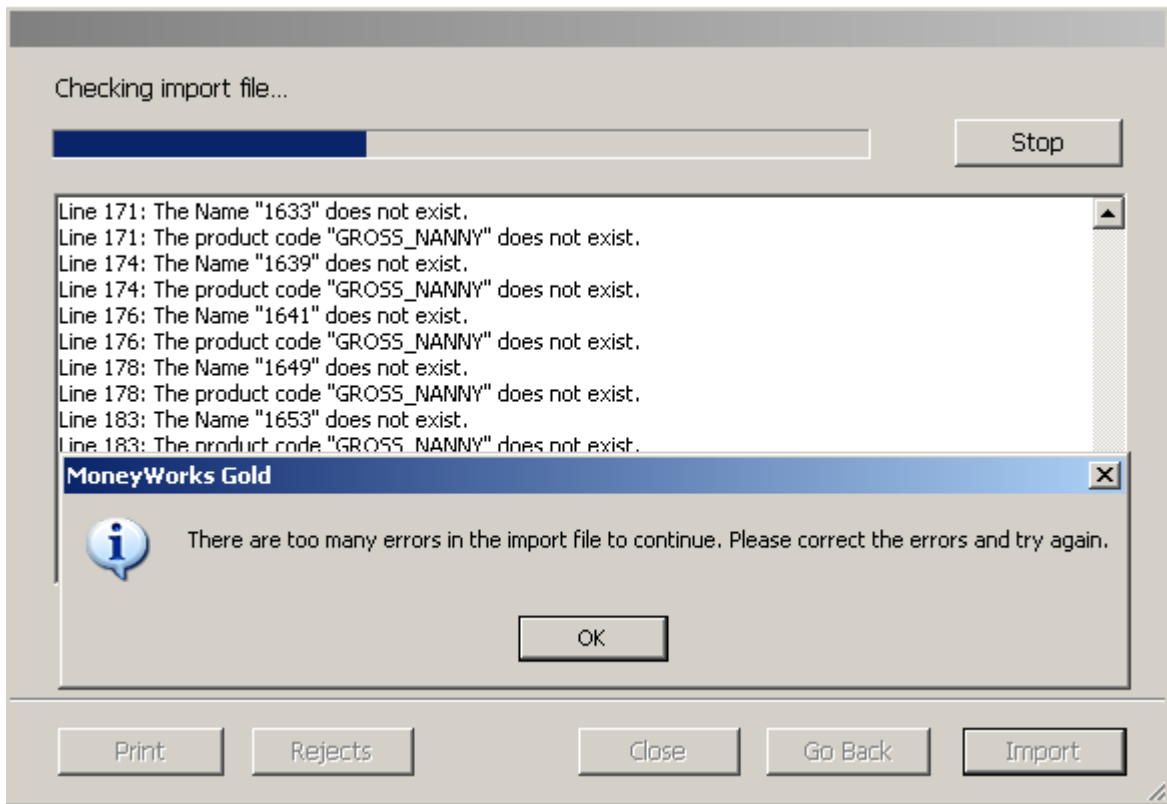 Checking import file...
Stop
Line 171: The Name "1633" does not exist.
Line 171: The product code "GROSS_NANNY" does not exist.
Line 174: The Name "1639" does not exist.
Line 174: The product code "GROSS_NANNY" does not exist.
Line 176: The Name "1641" does not exist.
Line 176: The product code "GROSS_NANNY" does not exist.
Line 178: The Name "1649" does not exist.
Line 178: The product code "GROSS_NANNY" does not exist.
Line 183: The Name "1653" does not exist.
Line 183: The product code "GROSS_NANNY" does not exist.
MoneyWorks Gold
There are too many errors in the import file to continue. Please correct the errors and try again.
OK
Print Rejects Close Go Back Import